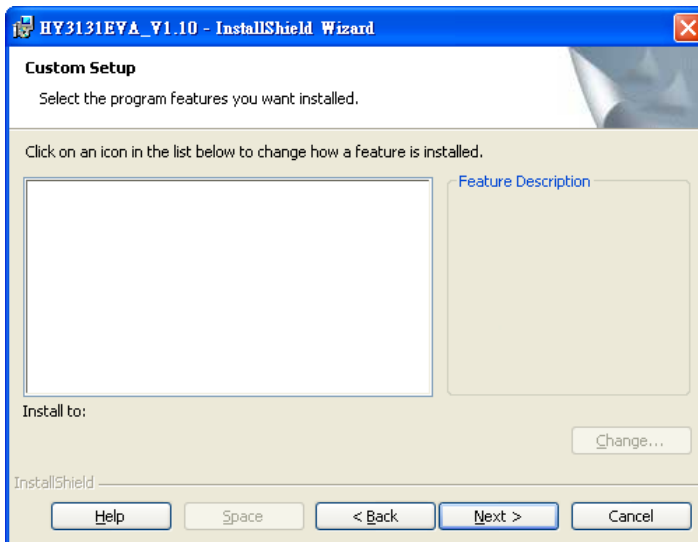 HY3131EVA_V1.10 - InstallShield Wizard
Custom Setup
Select the program features you want installed.
Click on an icon in the list below to change how a feature is installed.
Feature Description
Install to:
Change...
InstallShield
Help
Space
< Back
Next >
Cancel